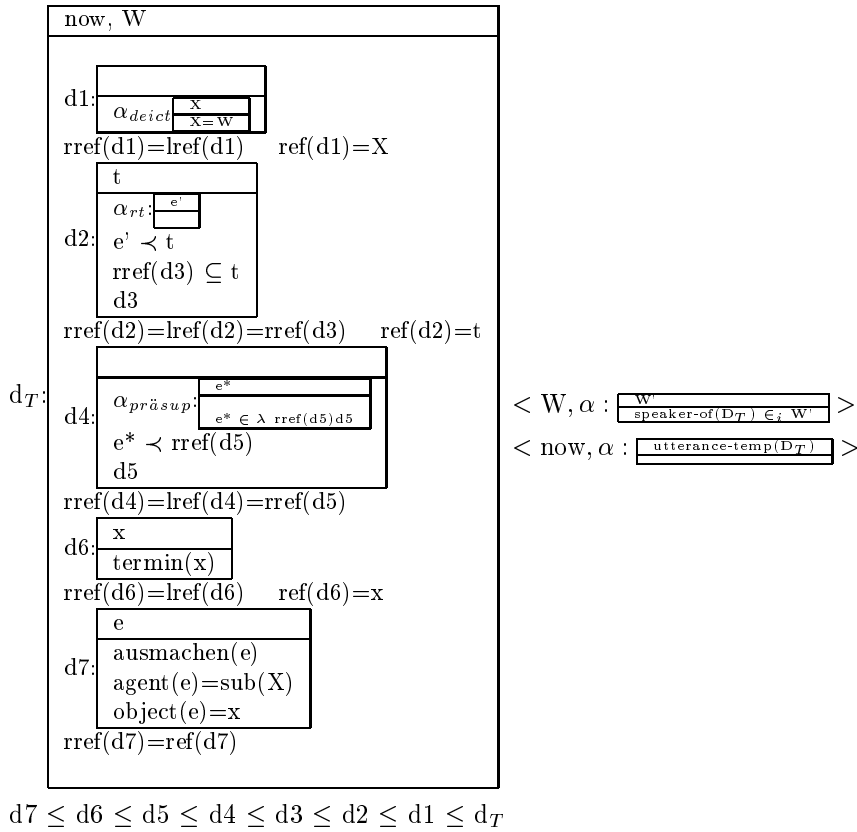 now, W
d1:
α_deict
X
X=W
rref(d1)=lref(d1) ref(d1)=X
t
α_rt:
e'
d2:
e' ≺ t
rref(d3) ⊆ t
d3
rref(d2)=lref(d2)=rref(d3) ref(d2)=t
d_T:
α_präsup:
e*
d4:
e* ∈ λ rref(d5)d5
e* ≺ rref(d5)
d5
< W, α :
W'
speaker-of(D_T) ∈_i W'
>
< now, α :
utterance-temp(D_T)
>
rref(d4)=lref(d4)=rref(d5)
x
d6:
termin(x)
rref(d6)=lref(d6) ref(d6)=x
e
ausmachen(e)
d7:
agent(e)=sub(X)
object(e)=x
rref(d7)=ref(d7)
d7 ≤ d6 ≤ d5 ≤ d4 ≤ d3 ≤ d2 ≤ d1 ≤ d_T